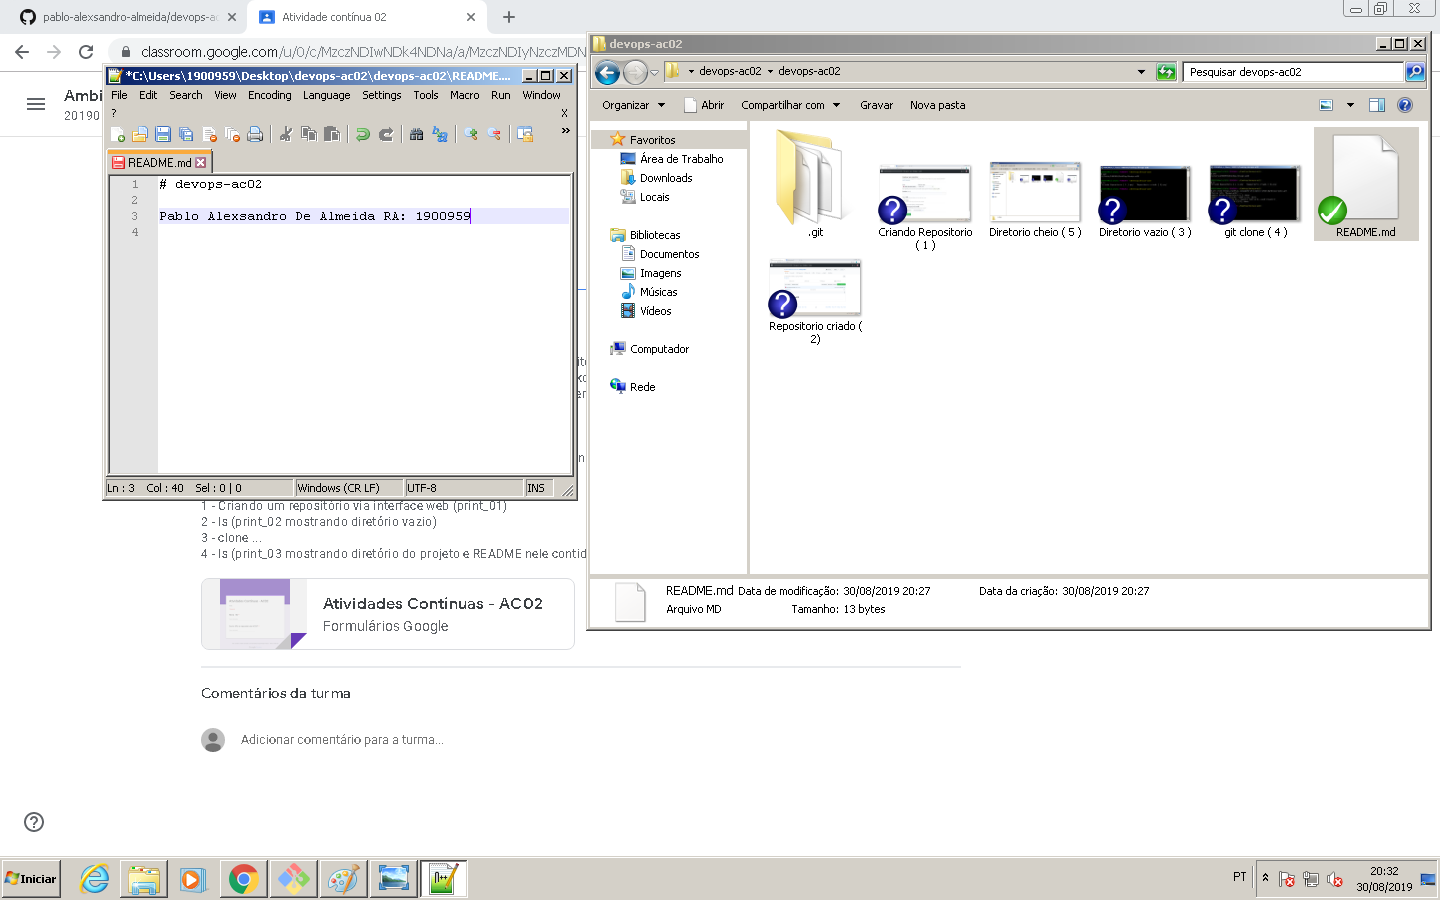 pablo-alexsandro-almeida/devops-ac
Atividade contínua 02
classroom.google.com/u/0/c/MzczNDIwNDk4NDNa/a/MzczNDIyNzczMDN
Ambi
20190
*C:\Users\1900959\Desktop\devops-ac02\devops-ac02\README....
File Edit Search View Encoding Language Settings Tools Macro Run Window
? X
README.md
1 # devops-ac02
2
3 Pablo Alexsandro De Almeida RA: 1900959
4
Ln : 3 Col : 40 Sel : 0 | 0 Windows (CR LF) UTF-8 INS
1 - Criando um repositório via interface web (print_01)
2 - ls (print_02 mostrando diretório vazio)
3 - clone ...
4 - ls (print_03 mostrando diretório do projeto e README nele contid
Atividades Continuas - AC02
Formulários Google
Comentários da turma
Adicionar comentário para a turma...
devops-ac02
devops-ac02 devops-ac02
Pesquisar devops-ac02
Organizar Abrir Compartilhar com Gravar Nova pasta
Favoritos
Área de Trabalho
Downloads
Locais
Bibliotecas
Documentos
Imagens
Músicas
Vídeos
Computador
Rede
.git
Criando Repositorio
( 1 )
Diretorio cheio ( 5 )
Diretorio vazio ( 3 )
git clone ( 4 )
README.md
Repositorio criado (
2)
README.md Data de modificação: 30/08/2019 20:27 Data da criação: 30/08/2019 20:27
Arquivo MD Tamanho: 13 bytes
Iniciar
PT
20:32
30/08/2019